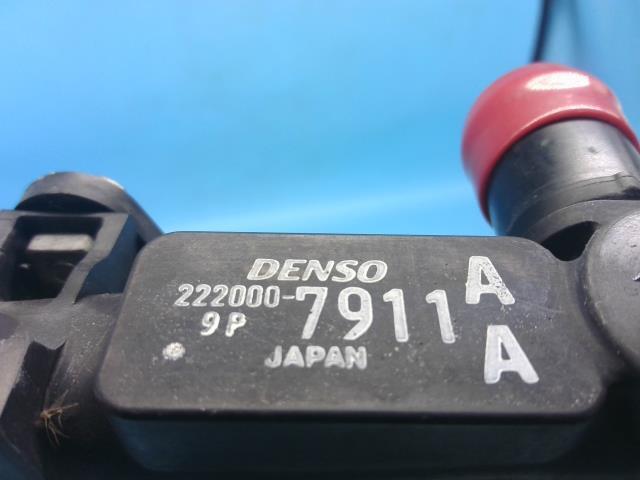 DENSO
222000-7911 A
9P
JAPAN A